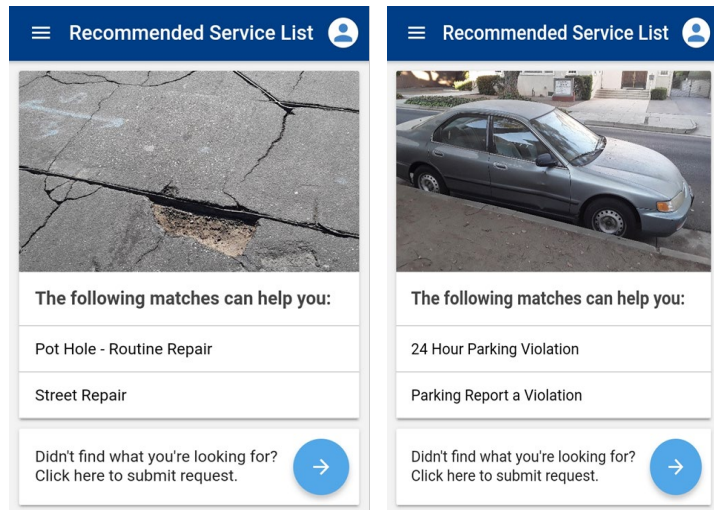 Recommended Service List
The following matches can help you:
Pot Hole - Routine Repair
Street Repair
Didn't find what you're looking for?
Click here to submit request.
Recommended Service List
The following matches can help you:
24 Hour Parking Violation
Parking Report a Violation
Didn't find what you're looking for?
Click here to submit request.